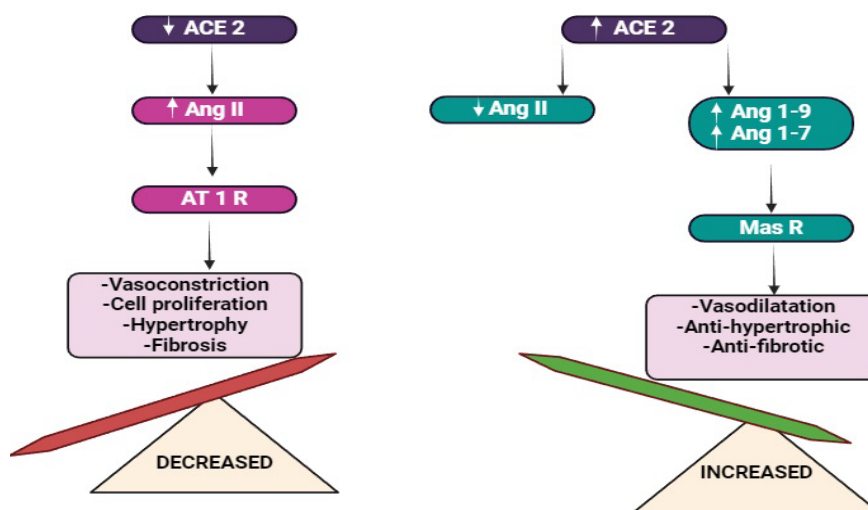 ↓ ACE 2
↑ Ang II
AT 1 R
-Vasoconstriction
-Cell proliferation
-Hypertrophy
-Fibrosis
DECREASED
↑ ACE 2
↓ Ang II
↑ Ang 1-9
↑ Ang 1-7
Mas R
-Vasodilatation
-Anti-hypertrophic
-Anti-fibrotic
INCREASED